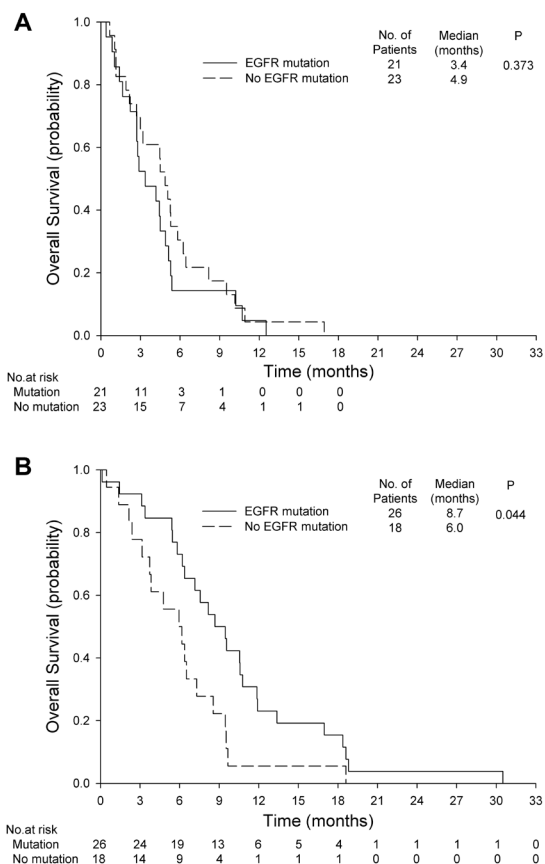 A
No. of Patients Median (months) P
EGFR mutation 21 3.4 0.373
No EGFR mutation 23 4.9
Overall Survival (probability)
1.0
0.8
0.6
0.4
0.2
0.0
0 3 6 9 12 15 18 21 24 27 30 33
Time (months)
No.at risk
Mutation 21 11 3 1 0 0 0
No mutation 23 15 7 4 1 1 0
B
No. of Patients Median (months) P
EGFR mutation 26 8.7 0.044
No EGFR mutation 18 6.0
Overall Survival (probability)
1.0
0.8
0.6
0.4
0.2
0.0
0 3 6 9 12 15 18 21 24 27 30 33
Time (months)
No.at risk
Mutation 26 24 19 13 6 5 4 1 1 1 1 0
No mutation 18 14 9 4 1 1 1 0 0 0 0 0